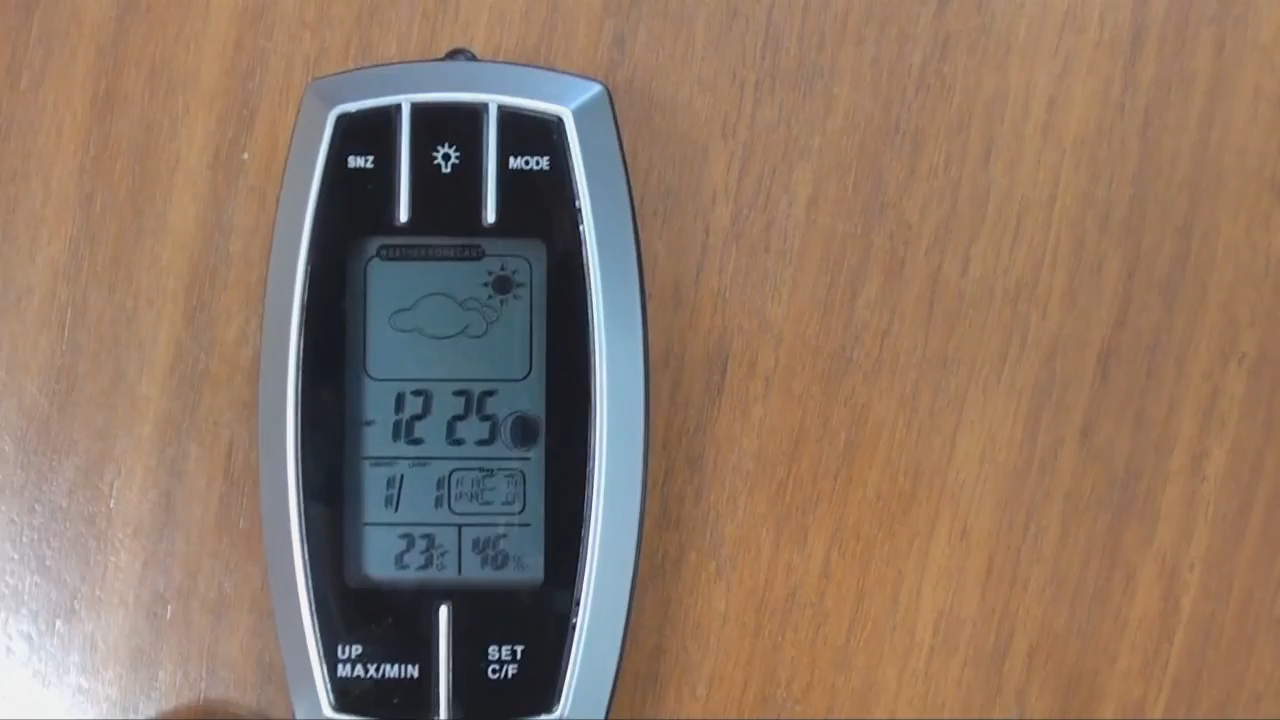 SNZ MODE
WEATHER FORECAST
12 25
1/ 1
23 46 %
UP SET
MAX/MIN C/F